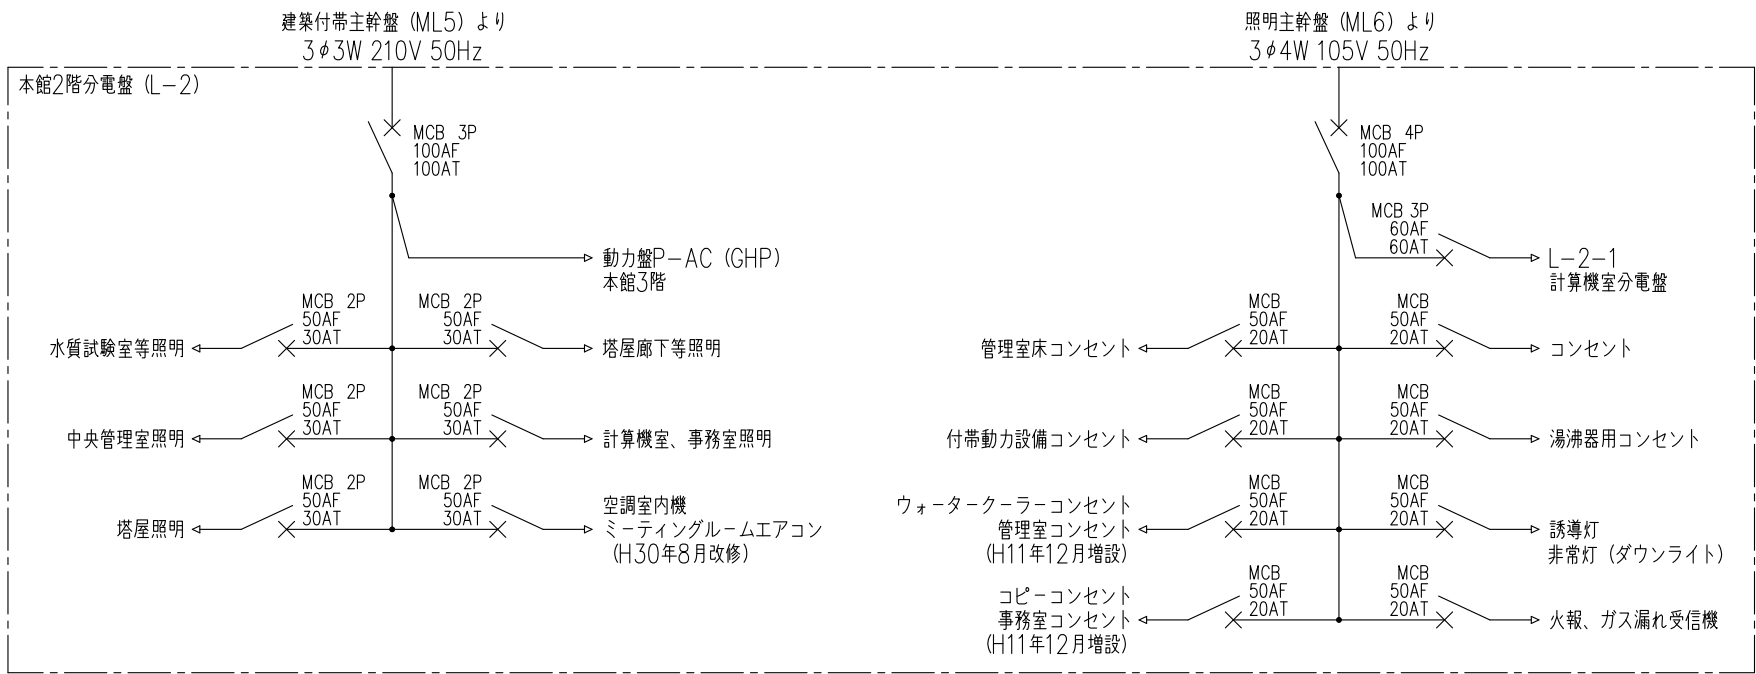 建築付帯主幹盤 (ML5) より
3φ3W 210V 50Hz
照明主幹盤 (ML6) より
3φ4W 105V 50Hz
本館2階分電盤 (L-2)
MCB 3P
100AF
100AT
動力盤P-AC (GHP)
本館3階
MCB 2P
50AF
30AT
水質試験室等照明
MCB 2P
50AF
30AT
塔屋廊下等照明
MCB 2P
50AF
30AT
中央管理室照明
MCB 2P
50AF
30AT
計算機室、事務室照明
MCB 2P
50AF
30AT
塔屋照明
MCB 2P
50AF
30AT
空調室内機
ミーティングルームエアコン
(H30年8月改修)
MCB 4P
100AF
100AT
MCB 3P
60AF
60AT
L-2-1
計算機室分電盤
MCB
50AF
20AT
管理室床コンセント
MCB
50AF
20AT
コンセント
MCB
50AF
20AT
付帯動力設備コンセント
MCB
50AF
20AT
湯沸器用コンセント
MCB
50AF
20AT
ウォータークーラーコンセント
管理室コンセント
(H11年12月増設)
MCB
50AF
20AT
誘導灯
非常灯 (ダウンライト)
MCB
50AF
20AT
コピーコンセント
事務室コンセント
(H11年12月増設)
MCB
50AF
20AT
火報、ガス漏れ受信機